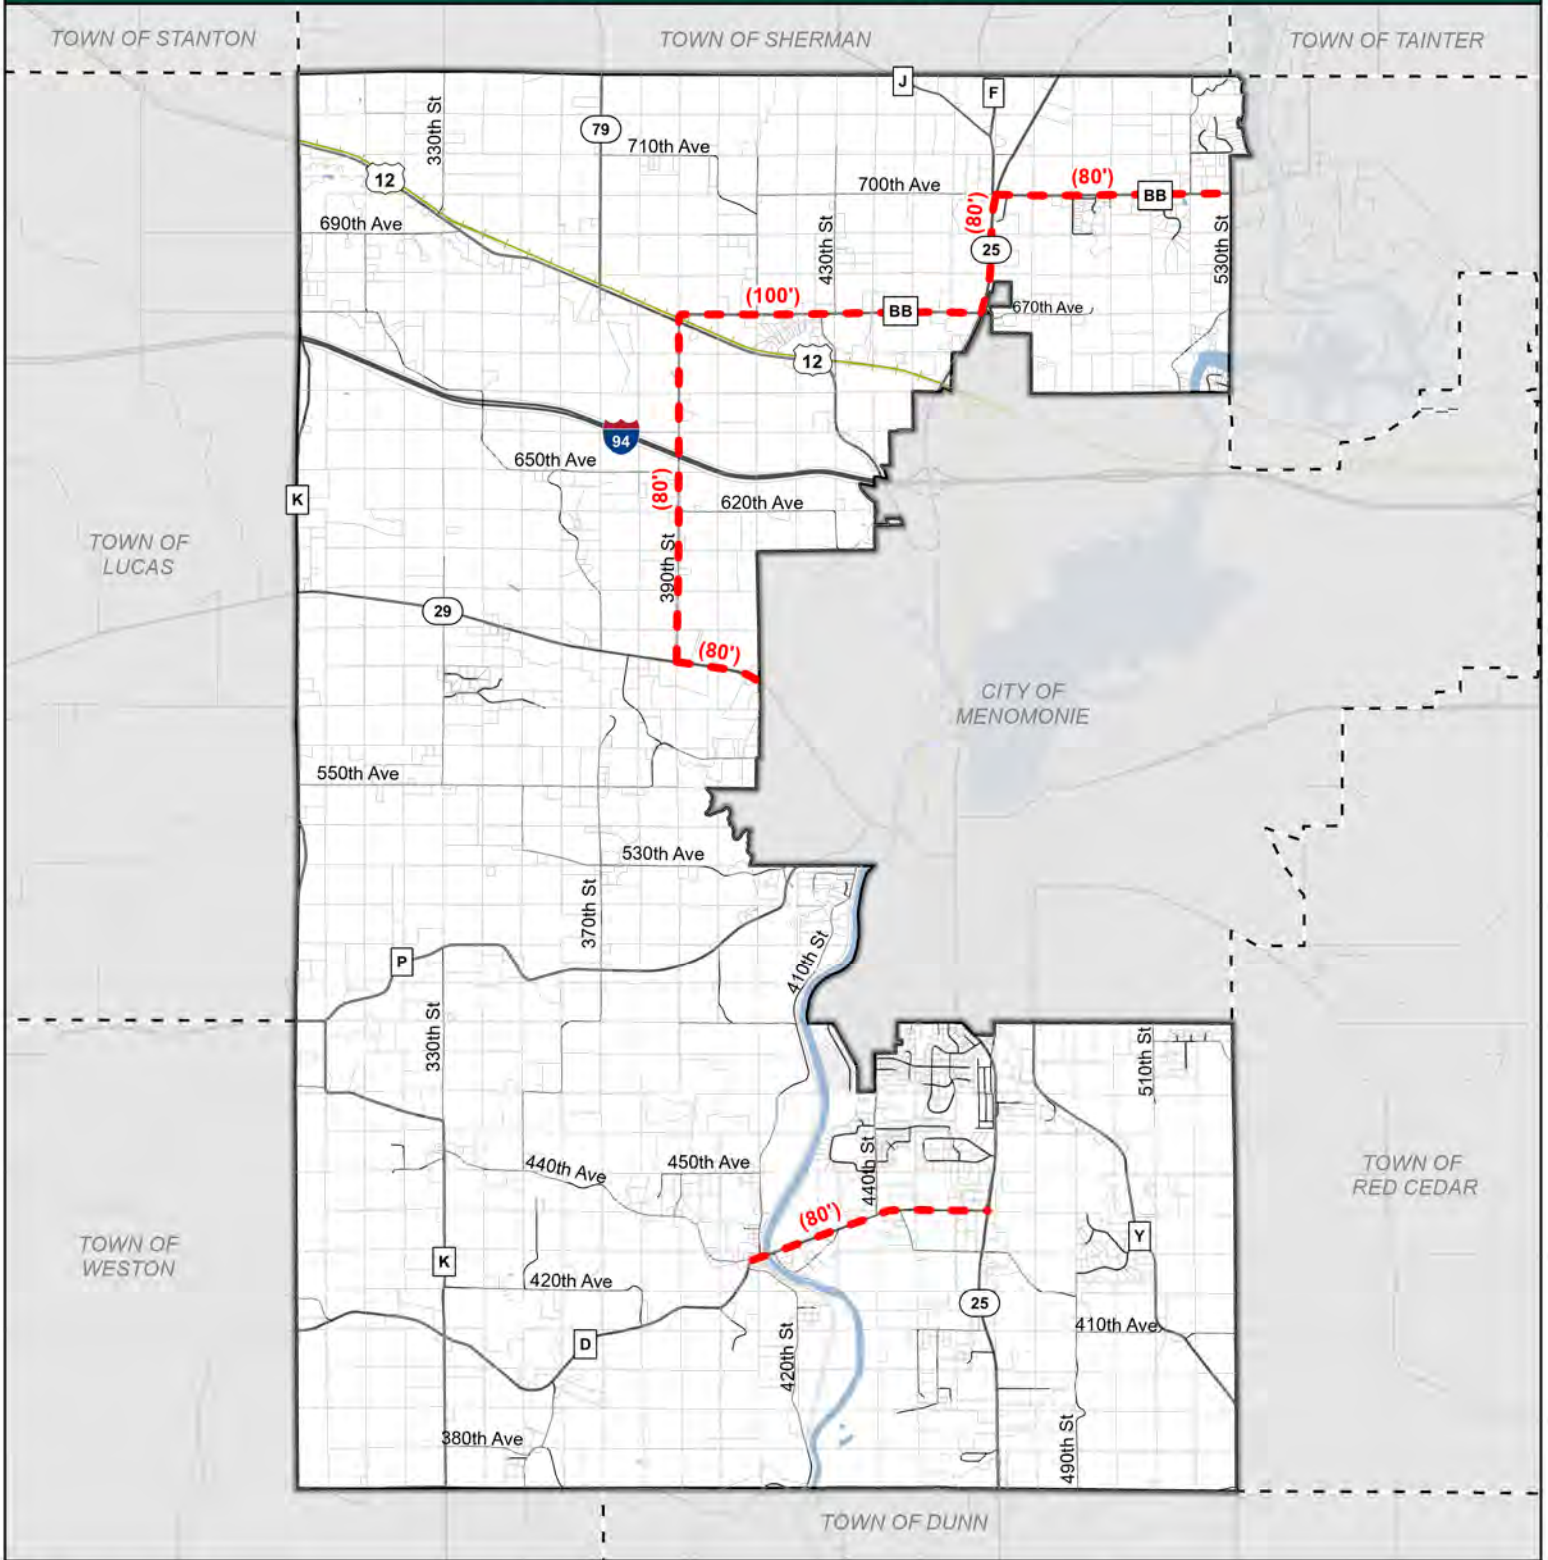 TOWN OF STANTON
TOWN OF SHERMAN
TOWN OF TAINTER
J
F
330th St
79
710th Ave
12
700th Ave
(80')
BB
(80')
690th Ave
430th St
25
530th St
(100')
BB
670th Ave
12
94
650th Ave
(80')
620th Ave
K
TOWN OF
LUCAS
390th St
29
(80')
CITY OF
MENOMONIE
550th Ave
530th Ave
370th St
410th St
P
330th St
510th St
440th Ave
450th Ave
440th St
TOWN OF
RED CEDAR
(80')
TOWN OF
WESTON
K
Y
420th Ave
25
410th Ave
D
420th St
380th Ave
490th St
TOWN OF DUNN